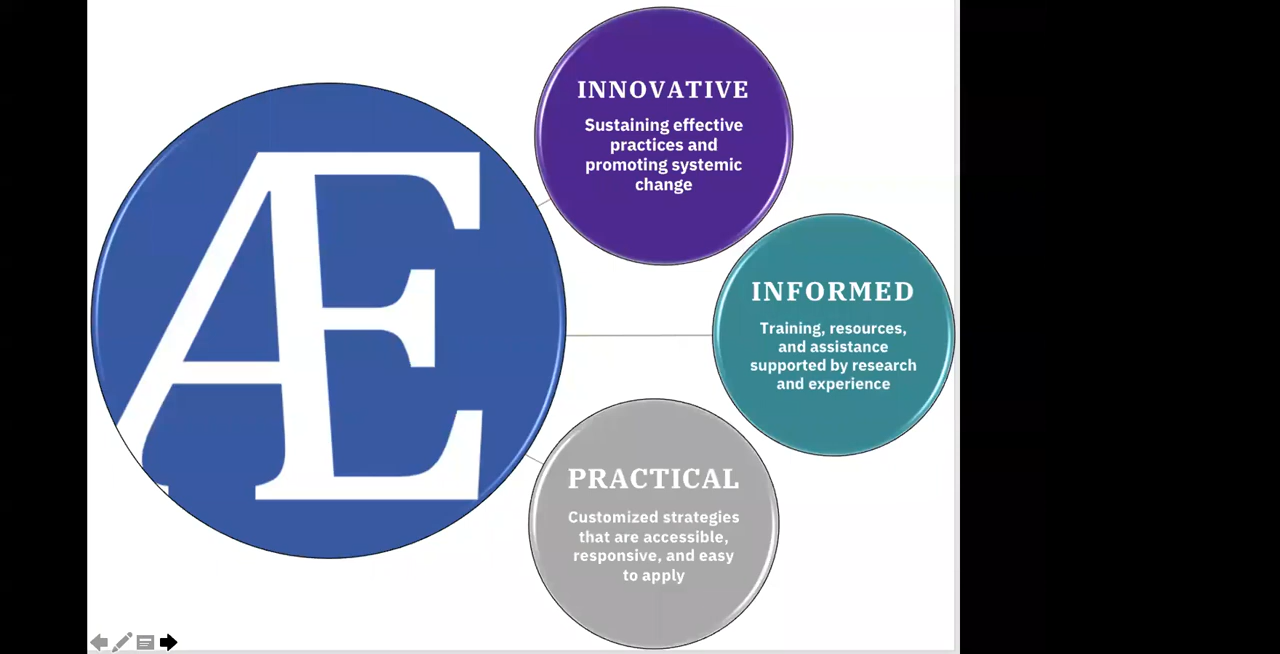 Æ
INNOVATIVE
Sustaining effective
practices and
promoting systemic
change
INFORMED
Training, resources,
and assistance
supported by research
and experience
PRACTICAL
Customized strategies
that are accessible,
responsive, and easy
to apply